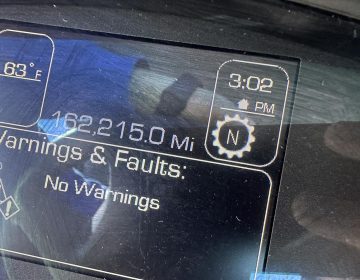 63°F
3:02
PM
162,215.0 Mi
N
Warnings & Faults:
No Warnings